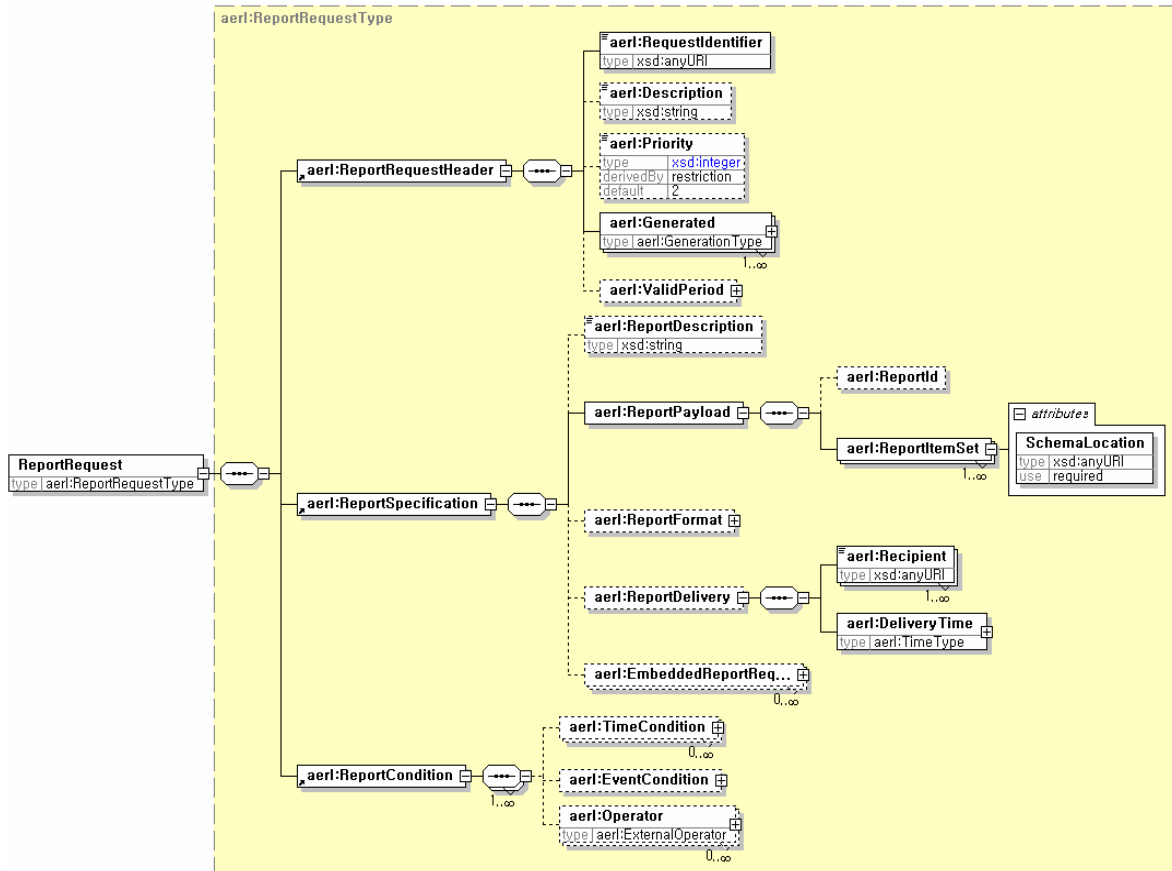 aerl:ReportRequestType
aerl:RequestIdentifier
type xsd:anyURI
aerl:Description
type xsd:string
aerl:Priority
type xsd:integer
derivedBy restriction
default 2
aerl:ReportRequestHeader
aerl:Generated
type aerl:GenerationType
1..∞
aerl:ValidPeriod
aerl:ReportDescription
type xsd:string
aerl:ReportId
aerl:ReportPayload
attributes
aerl:ReportItemSet
1..∞
SchemaLocation
type xsd:anyURI
use required
ReportRequest
type aerl:ReportRequestType
aerl:ReportSpecification
aerl:ReportFormat
aerl:Recipient
type xsd:anyURI
1..∞
aerl:ReportDelivery
aerl:DeliveryTime
type aerl:TimeType
aerl:EmbeddedReportReq...
0..∞
aerl:TimeCondition
0..∞
aerl:ReportCondition
1..∞
aerl:EventCondition
aerl:Operator
type aerl:ExternalOperator
0..∞